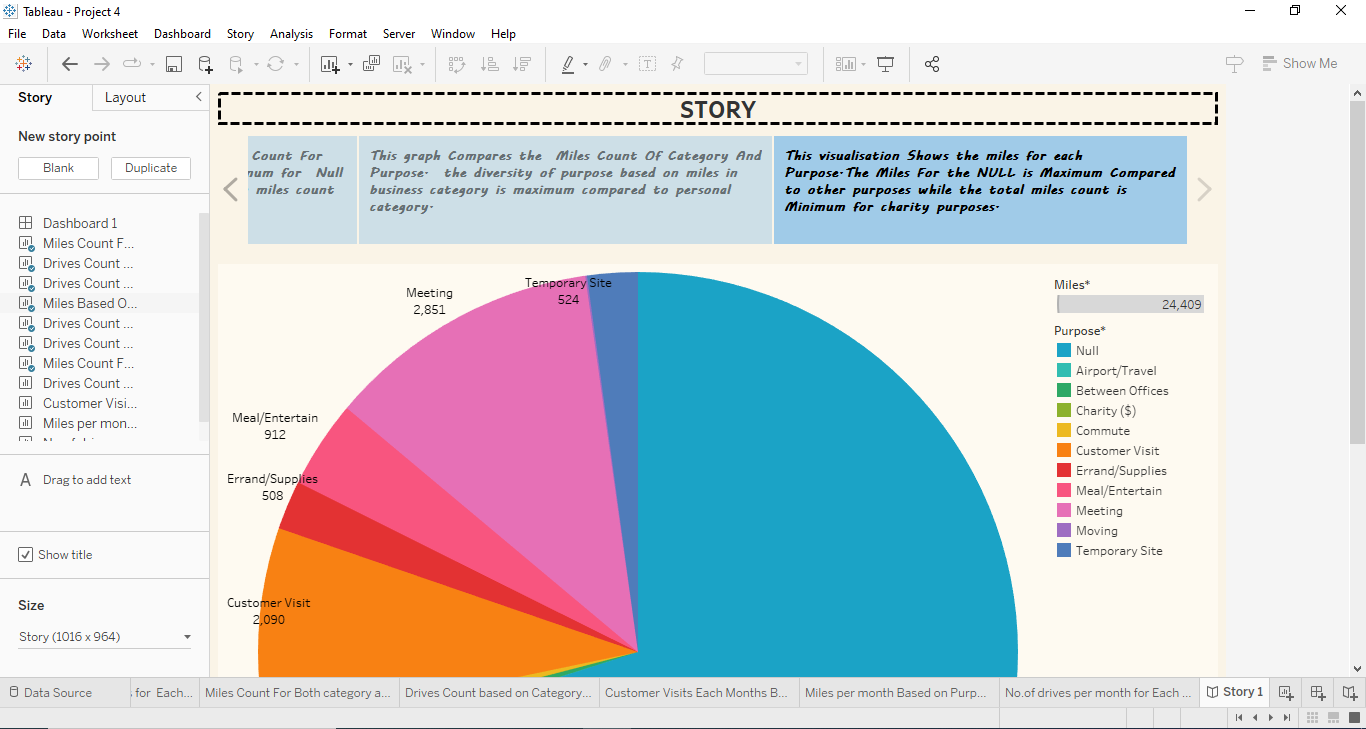 Tableau - Project 4
File Data Worksheet Dashboard Story Analysis Format Server Window Help
Show Me
Story Layout
New story point
Blank Duplicate
Dashboard 1
Miles Count F...
Drives Count ...
Drives Count ...
Miles Based O...
Drives Count ...
Drives Count ...
Miles Count F...
Drives Count ...
Customer Visi...
Miles per mon...
A Drag to add text
Show title
Size
Story (1016 x 964)
STORY
Count For
num for Null
miles count
This graph Compares the Miles Count Of Category And
Purpose. the diversity of purpose based on miles in
business category is maximum compared to personal
category.
This visualisation Shows the miles for each
Purpose.The Miles For the NULL is Maximum Compared
to other purposes while the total miles count is
Minimum for charity purposes.
Temporary Site
524
Meeting
2,851
Meal/Entertain
912
Errand/Supplies
508
Customer Visit
2,090
Miles*
24,409
Purpose*
Null
Airport/Travel
Between Offices
Charity ($)
Commute
Customer Visit
Errand/Supplies
Meal/Entertain
Meeting
Moving
Temporary Site
Data Source
for Each...
Miles Count For Both category a...
Drives Count based on Category...
Customer Visits Each Months B...
Miles per month Based on Purp...
No.of drives per month for Each ...
Story 1